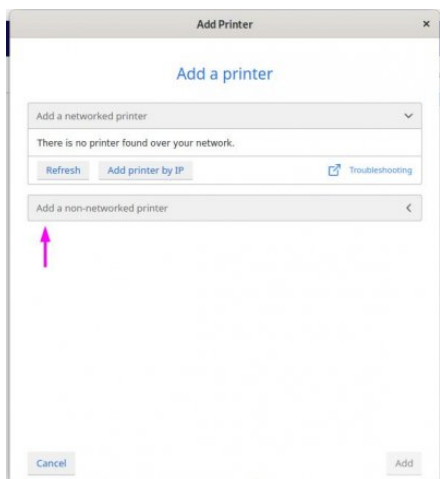 Add Printer
Add a printer
Add a networked printer
There is no printer found over your network.
Refresh Add printer by IP Troubleshooting
Add a non-networked printer
Cancel Add